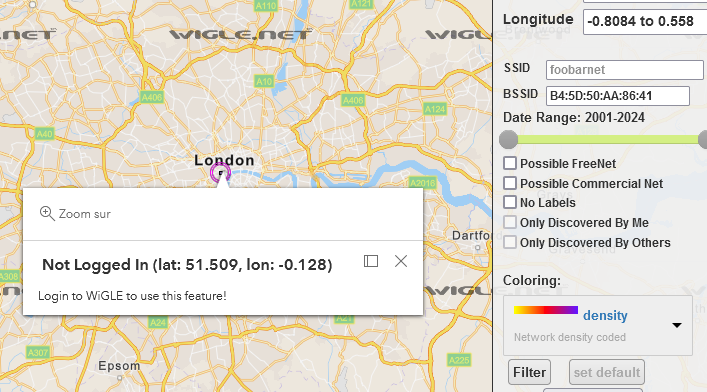 A110
A121
WIGLE.NET
WIGLE.NET
A10
A406
A406
A124
A40
London
A2016
Zoom sur
Dartfor
Not Logged In (lat: 51.509, lon: -0.128)
Login to WiGLE to use this feature!
A308
A24
A21
A307
Epsom
A225
Longitude
-0.8084 to 0.558
SSID
foobarnet
BSSID
B4:5D:50:AA:86:41
Date Range: 2001-2024
Possible FreeNet
Possible Commercial Net
No Labels
Only Discovered By Me
Only Discovered By Others
Coloring:
density
Network density coded
Filter
set default